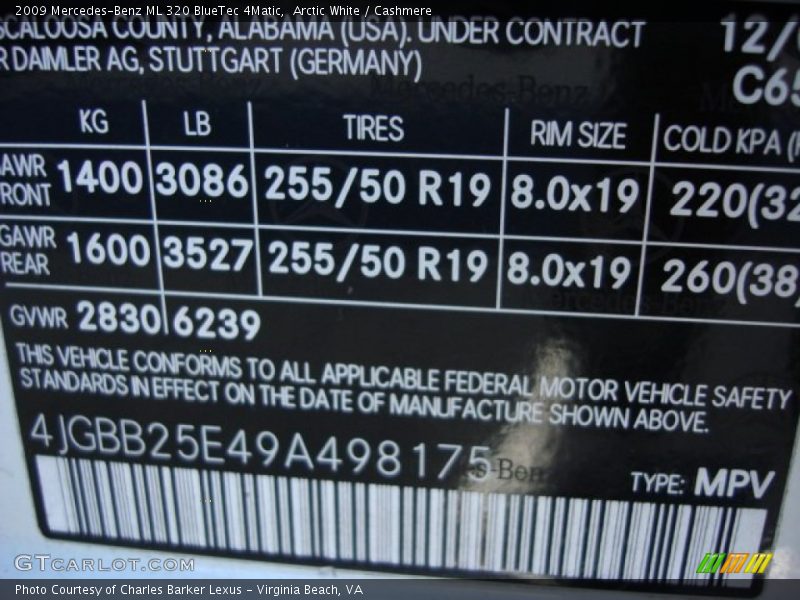 2009 Mercedes-Benz ML 320 BlueTec 4Matic, Arctic White / Cashmere
SCALOOSA COUNTY, ALABAMA (USA). UNDER CONTRACT 12/0
R DAIMLER AG, STUTTGART (GERMANY) C65
KG LB TIRES RIM SIZE COLD KPA (P
AWR FRONT 1400 3086 255/50 R19 8.0x19 220(32
GAWR REAR 1600 3527 255/50 R19 8.0x19 260(38)
GVWR 2830 6239
THIS VEHICLE CONFORMS TO ALL APPLICABLE FEDERAL MOTOR VEHICLE SAFETY
STANDARDS IN EFFECT ON THE DATE OF MANUFACTURE SHOWN ABOVE.
4JGBB25E49A498175
TYPE: MPV
GTCARLOT.COM
Photo Courtesy of Charles Barker Lexus - Virginia Beach, VA